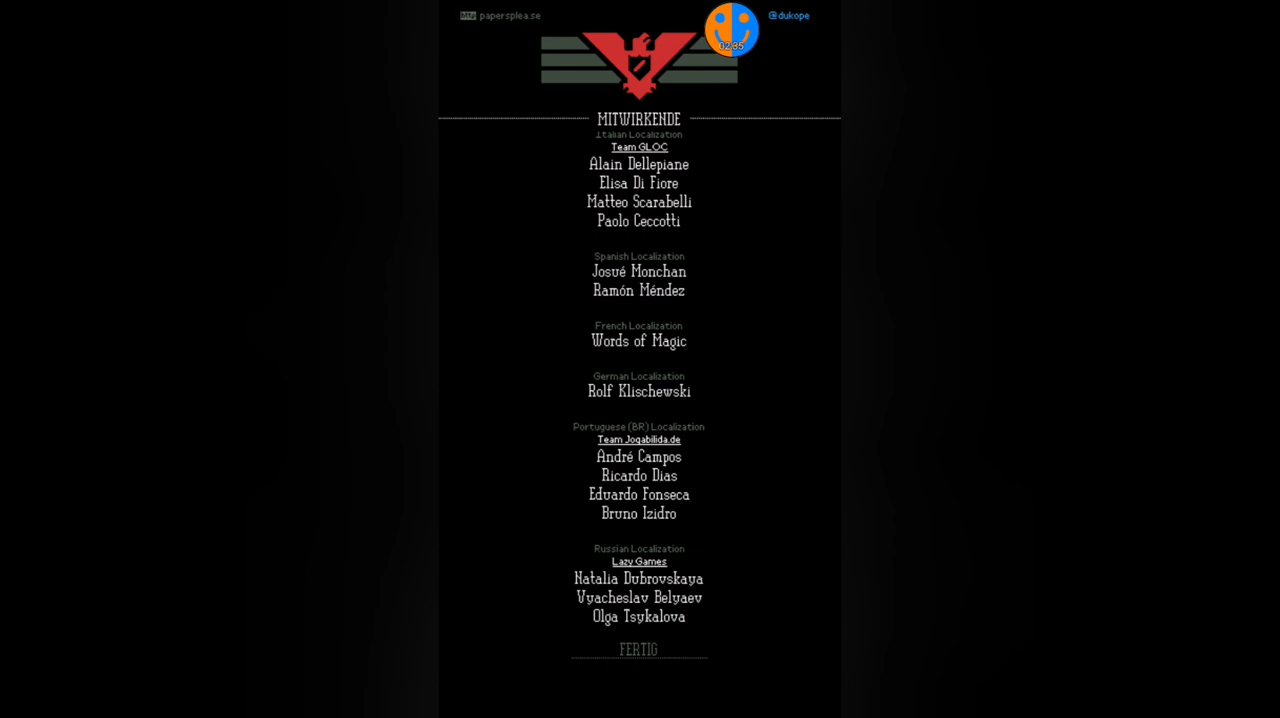 http papersplea.se
@dukope
02:35
MITWIRKENDE
Italian Localization
Team GLOC
Alain Dellepiane
Elisa Di Fiore
Matteo Scarabelli
Paolo Ceccotti
Spanish Localization
Josué Monchan
Ramón Méndez
French Localization
Words of Magic
German Localization
Rolf Klischewski
Portuguese (BR) Localization
Team Jogabilida.de
André Campos
Ricardo Dias
Eduardo Fonseca
Bruno Izidro
Russian Localization
Lazy Games
Natalia Dubrovskaya
Vyacheslav Belyaev
Olga Tsykalova
FERTIG